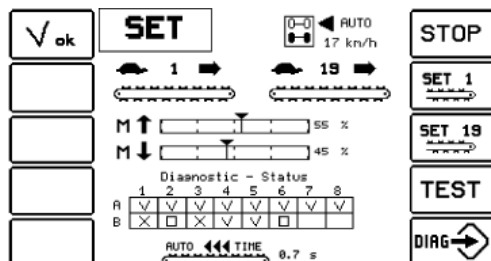 √ ok
SET
AUTO
17 kn/h
STOP
1
19
SET 1
M 55 %
SET 19
M 45 %
Diagnostic - Status
1 2 3 4 5 6 7 8
A √ √ √ √ √ √ √ √
B X □ X √ √ □
TEST
AUTO TIME
0.7 s
DIAG